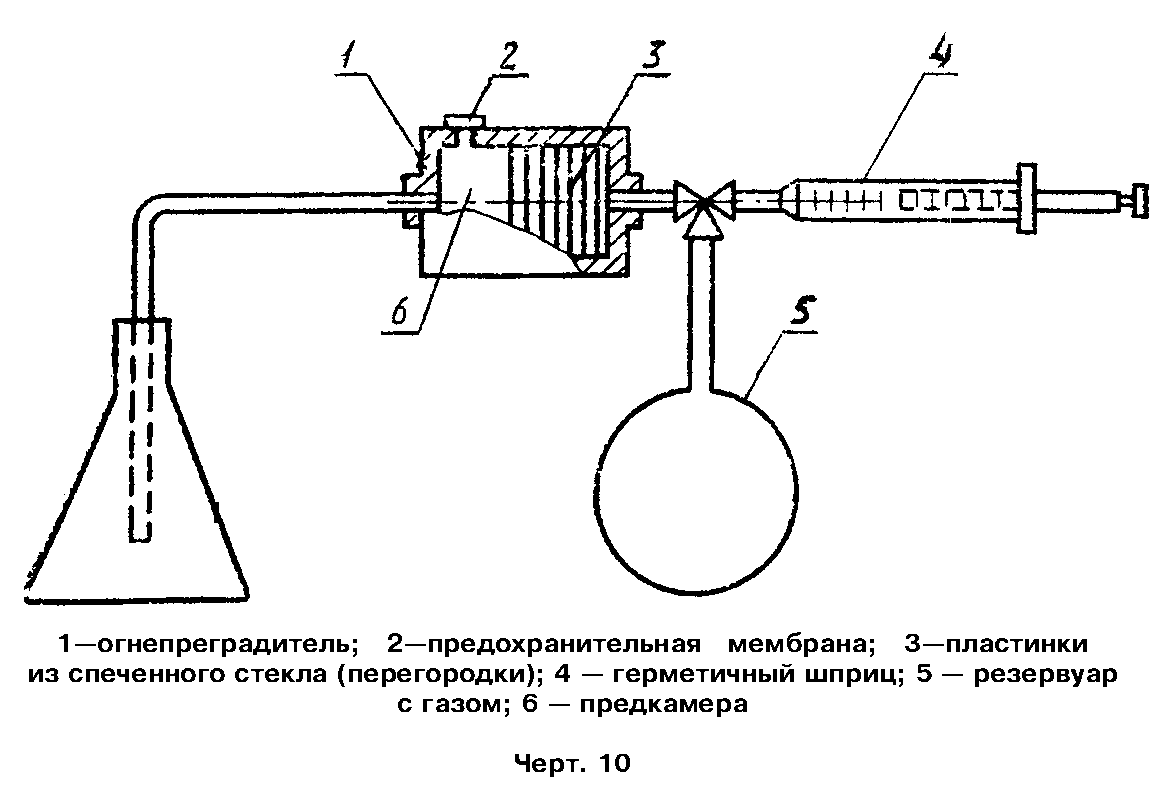 1 2 3 4
6 5
1—огнепреградитель; 2—предохранительная мембрана; 3—пластинки
из спеченного стекла (перегородки); 4 — герметичный шприц; 5 — резервуар
с газом; 6 — предкамера
Черт. 10